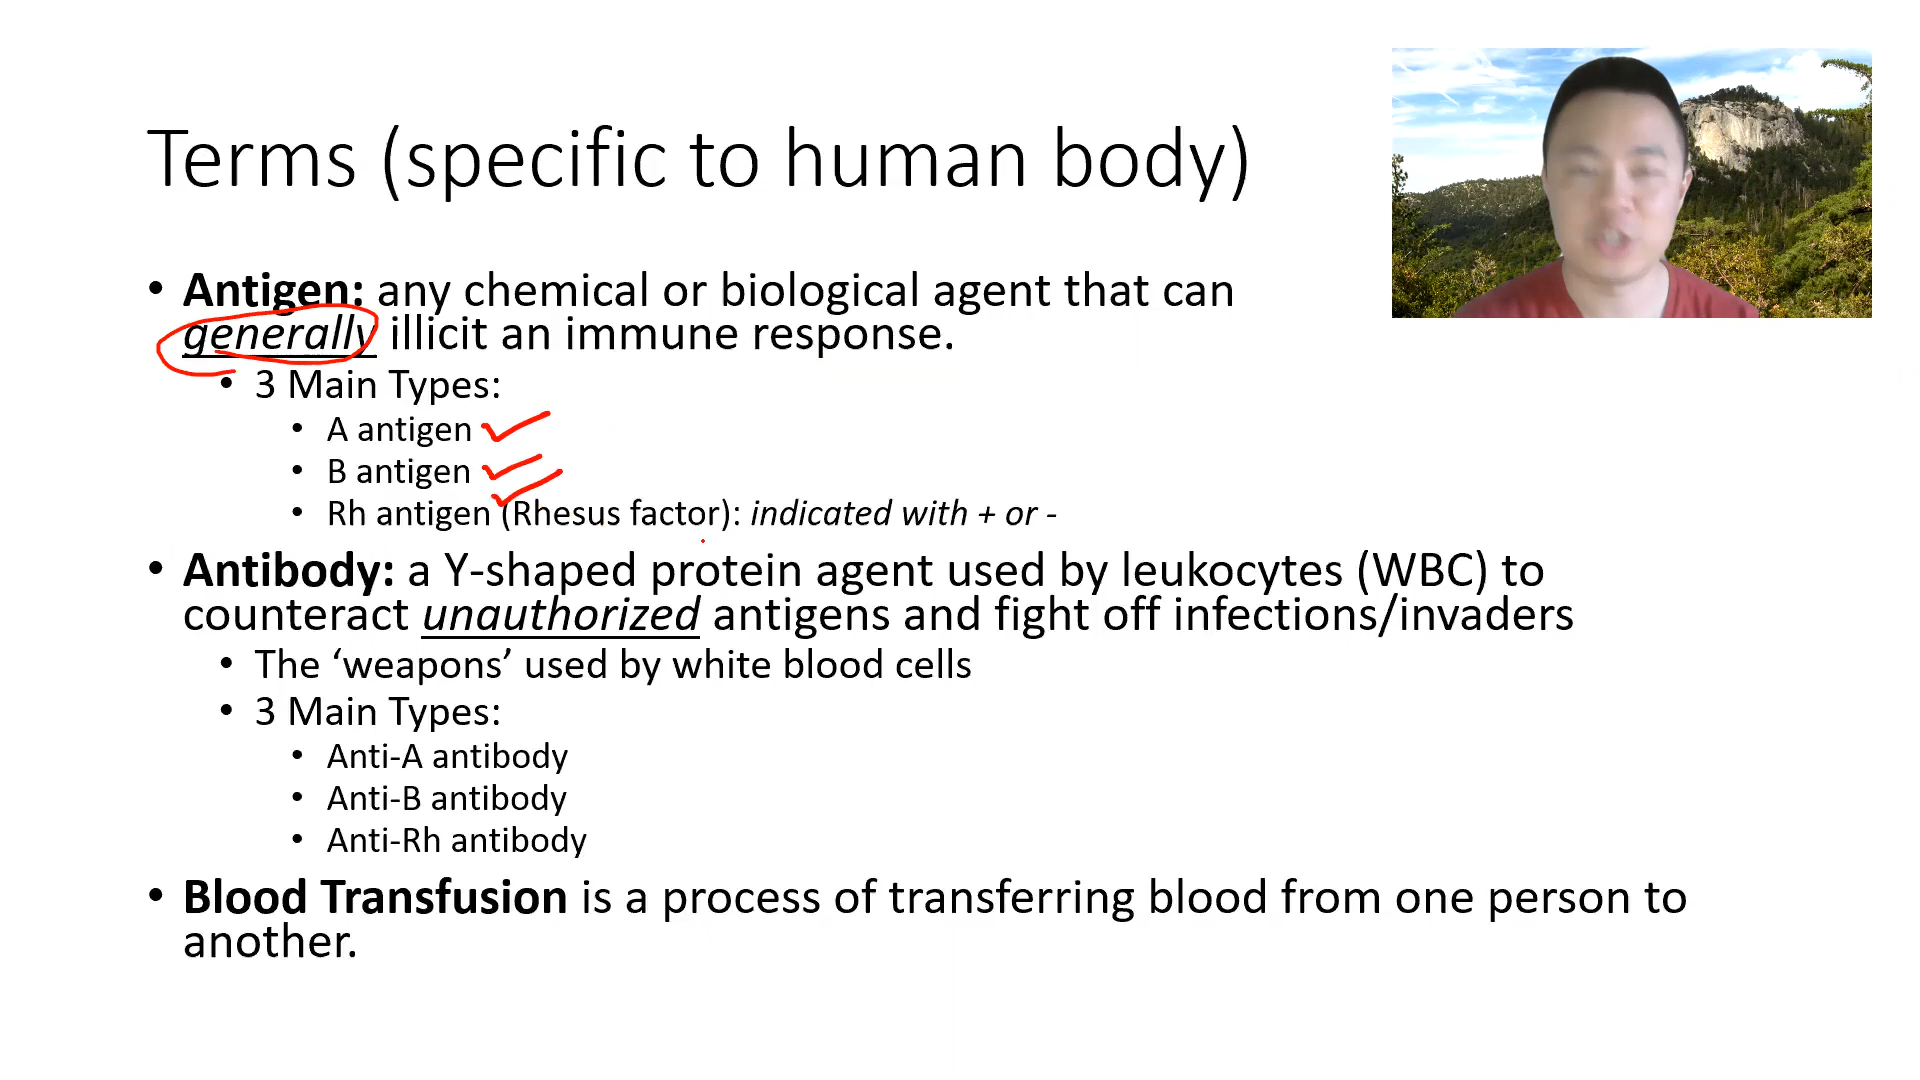 Terms (specific to human body)
• Antigen: any chemical or biological agent that can
generally illicit an immune response.
• 3 Main Types:
• A antigen
• B antigen
• Rh antigen (Rhesus factor): indicated with + or -
• Antibody: a Y-shaped protein agent used by leukocytes (WBC) to
counteract unauthorized antigens and fight off infections/invaders
• The ‘weapons’ used by white blood cells
• 3 Main Types:
• Anti-A antibody
• Anti-B antibody
• Anti-Rh antibody
• Blood Transfusion is a process of transferring blood from one person to
another.